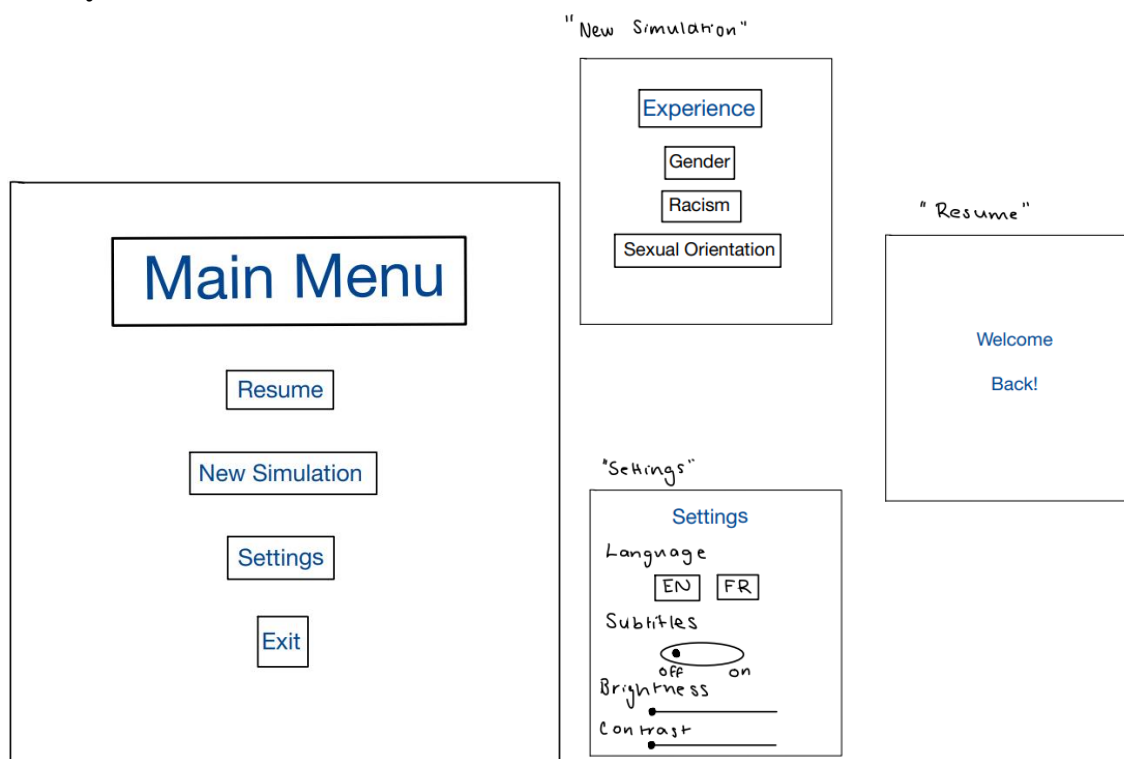 Main Menu
Resume
New Simulation
Settings
Exit
"New Simulation"
Experience
Gender
Racism
Sexual Orientation
"Resume"
Welcome
Back!
"Settings"
Settings
Language
EN FR
Subtitles
Off on
Brightness
Contrast